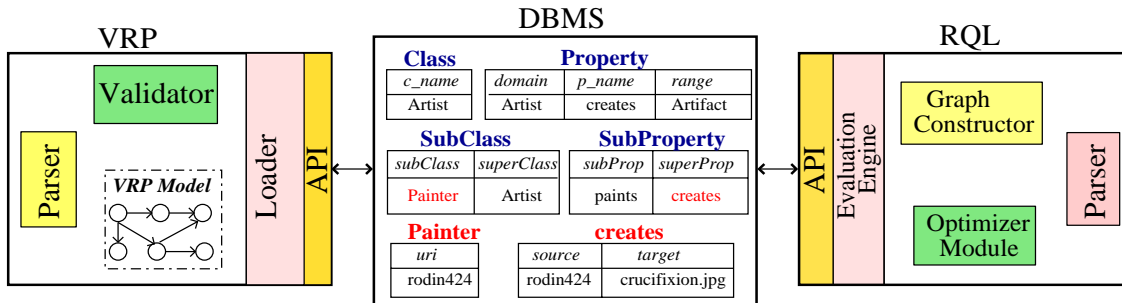 VRP
Validator
Parser
VRP Model
Loader
API
DBMS
Class
c_name
Artist
Property
domain p_name range
Artist creates Artifact
SubClass
subClass superClass
Painter Artist
SubProperty
subProp superProp
paints creates
Painter
uri
rodin424
creates
source target
rodin424 crucifixion.jpg
RQL
API
Evaluation
Engine
Graph
Constructor
Parser
Optimizer
Module